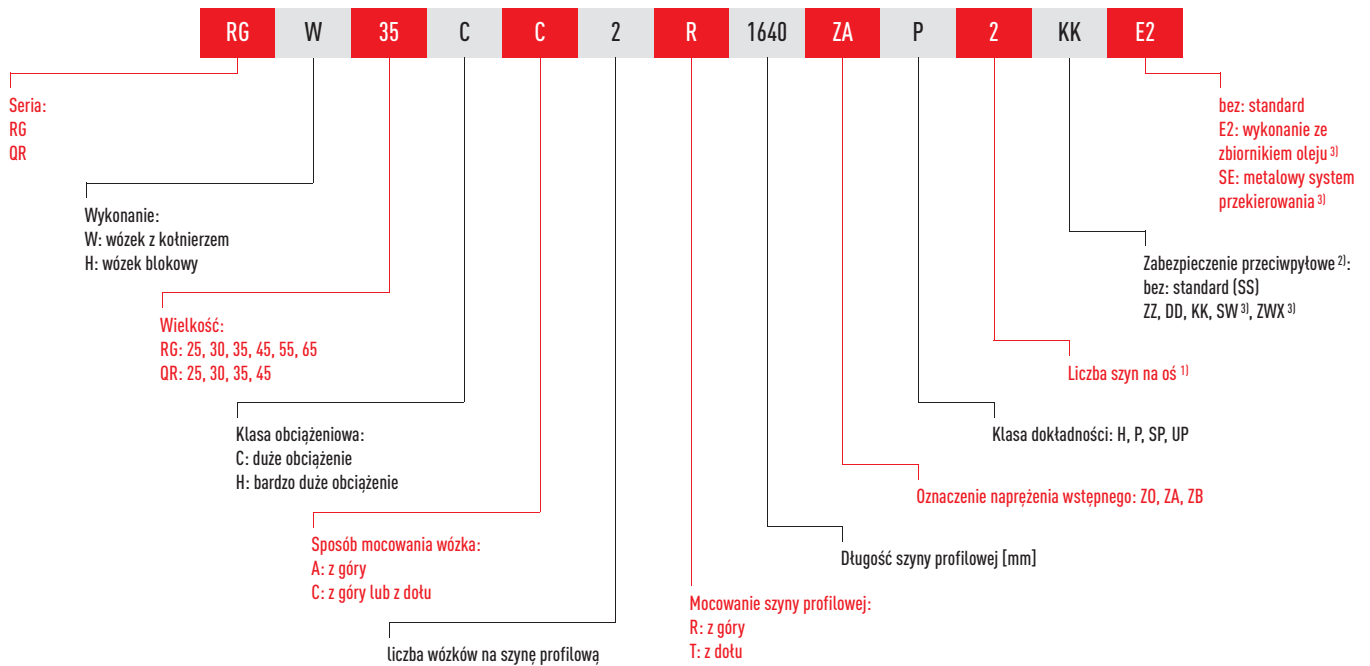 RG W 35 C C 2 R 1640 ZA P 2 KK E2
Seria:
RG
QR
bez: standard
E2: wykonanie ze
zbiornikiem oleju 3)
SE: metalowy system
przekierowania 3)
Wykonanie:
W: wózek z kołnierzem
H: wózek blokowy
Zabezpieczenie przeciwpyłowe 2):
bez: standard (SS)
ZZ, DD, KK, SW 3), ZWX 3)
Wielkość:
RG: 25, 30, 35, 45, 55, 65
QR: 25, 30, 35, 45
Liczba szyn na oś 1)
Klasa obciążeniowa:
C: duże obciążenie
H: bardzo duże obciążenie
Klasa dokładności: H, P, SP, UP
Oznaczenie naprężenia wstępnego: ZO, ZA, ZB
Sposób mocowania wózka:
A: z góry
C: z góry lub z dołu
Długość szyny profilowej [mm]
Mocowanie szyny profilowej:
R: z góry
T: z dołu
liczba wózków na szynę profilową